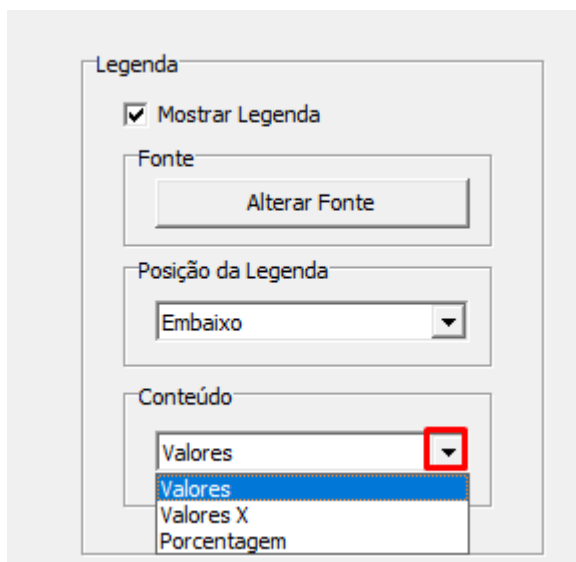 Legenda
Mostrar Legenda
Fonte
Alterar Fonte
Posição da Legenda
Embaixo
Conteúdo
Valores
Valores
Valores X
Porcentagem